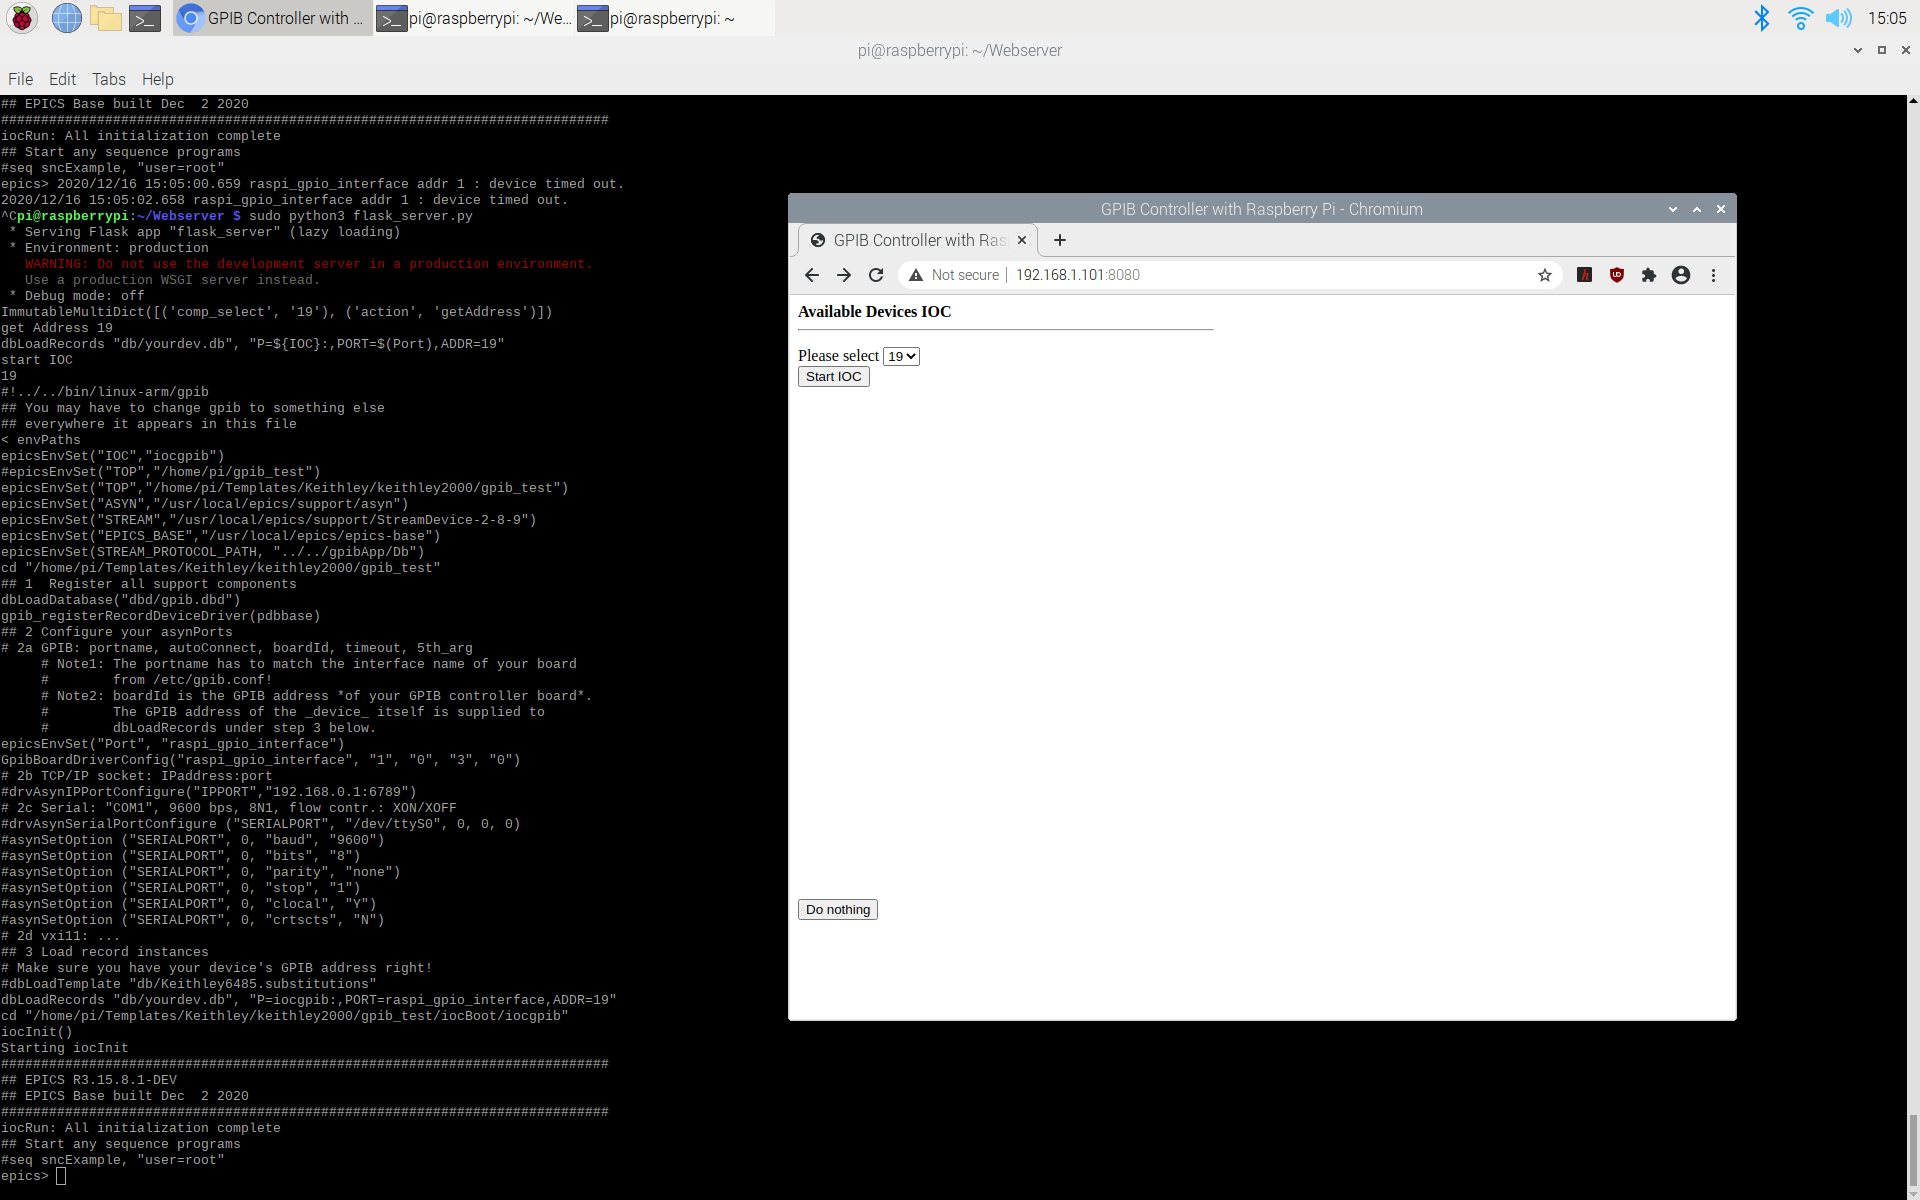 GPIB Controller with ...
pi@raspberrypi: ~/We...
pi@raspberrypi: ~
15:05
pi@raspberrypi: ~/Webserver
File Edit Tabs Help
## EPICS Base built Dec  2 2020
############################################################################
iocRun: All initialization complete
## Start any sequence programs
#seq sncExample, "user=root"
epics> 2020/12/16 15:05:00.659 raspi_gpio_interface addr 1 : device timed out.
2020/12/16 15:05:02.658 raspi_gpio_interface addr 1 : device timed out.
^Cpi@raspberrypi:~/Webserver $ sudo python3 flask_server.py
 * Serving Flask app "flask_server" (lazy loading)
 * Environment: production
   WARNING: Do not use the development server in a production environment.
   Use a production WSGI server instead.
 * Debug mode: off
ImmutableMultiDict([('comp_select', '19'), ('action', 'getAddress')])
get Address 19
dbLoadRecords "db/yourdev.db", "P=${IOC}:,PORT=$(Port),ADDR=19"
start IOC
19
#!../../bin/linux-arm/gpib
## You may have to change gpib to something else
## everywhere it appears in this file
< envPaths
epicsEnvSet("IOC","iocgpib")
#epicsEnvSet("TOP","/home/pi/gpib_test")
epicsEnvSet("TOP","/home/pi/Templates/Keithley/keithley2000/gpib_test")
epicsEnvSet("ASYN","/usr/local/epics/support/asyn")
epicsEnvSet("STREAM","/usr/local/epics/support/StreamDevice-2-8-9")
epicsEnvSet("EPICS_BASE","/usr/local/epics/epics-base")
epicsEnvSet(STREAM_PROTOCOL_PATH, "../../gpibApp/Db")
cd "/home/pi/Templates/Keithley/keithley2000/gpib_test"
## 1  Register all support components
dbLoadDatabase("dbd/gpib.dbd")
gpib_registerRecordDeviceDriver(pdbbase)
## 2 Configure your asynPorts
# 2a GPIB: portname, autoConnect, boardId, timeout, 5th_arg
     # Note1: The portname has to match the interface name of your board
     #        from /etc/gpib.conf!
     # Note2: boardId is the GPIB address *of your GPIB controller board*.
     #        The GPIB address of the _device_ itself is supplied to
     #        dbLoadRecords under step 3 below.
epicsEnvSet("Port", "raspi_gpio_interface")
GpibBoardDriverConfig("raspi_gpio_interface", "1", "0", "3", "0")
# 2b TCP/IP socket: IPaddress:port
#drvAsynIPPortConfigure("IPPORT","192.168.0.1:6789")
# 2c Serial: "COM1", 9600 bps, 8N1, flow contr.: XON/XOFF
#drvAsynSerialPortConfigure ("SERIALPORT", "/dev/ttyS0", 0, 0, 0)
#asynSetOption ("SERIALPORT", 0, "baud", "9600")
#asynSetOption ("SERIALPORT", 0, "bits", "8")
#asynSetOption ("SERIALPORT", 0, "parity", "none")
#asynSetOption ("SERIALPORT", 0, "stop", "1")
#asynSetOption ("SERIALPORT", 0, "clocal", "Y")
#asynSetOption ("SERIALPORT", 0, "crtscts", "N")
# 2d vxi11: ...
## 3 Load record instances
# Make sure you have your device's GPIB address right!
#dbLoadTemplate "db/Keithley6485.substitutions"
dbLoadRecords "db/yourdev.db", "P=iocgpib:,PORT=raspi_gpio_interface,ADDR=19"
cd "/home/pi/Templates/Keithley/keithley2000/gpib_test/iocBoot/iocgpib"
iocInit()
Starting iocInit
############################################################################
## EPICS R3.15.8.1-DEV
## EPICS Base built Dec  2 2020
############################################################################
iocRun: All initialization complete
## Start any sequence programs
#seq sncExample, "user=root"
epics>
GPIB Controller with Raspberry Pi - Chromium
GPIB Controller with Ras
Not secure | 192.168.1.101:8080
Available Devices IOC
Please select 19
Start IOC
Do nothing